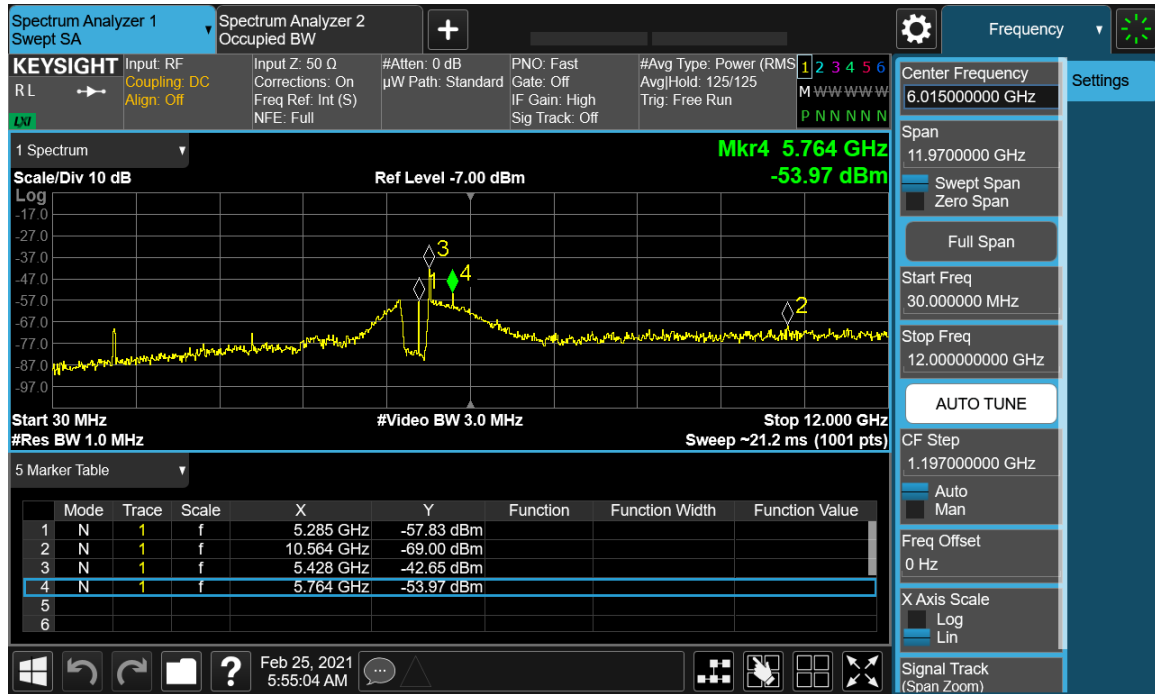 Spectrum Analyzer 1
Swept SA
Spectrum Analyzer 2
Occupied BW
Frequency
KEYSIGHT
R L
LXI
Input: RF
Coupling: DC
Align: Off
Input Z: 50 Ω
Corrections: On
Freq Ref: Int (S)
NFE: Full
#Atten: 0 dB
µW Path: Standard
PNO: Fast
Gate: Off
IF Gain: High
Sig Track: Off
#Avg Type: Power (RMS
Avg|Hold: 125/125
Trig: Free Run
1 2 3 4 5 6
M W W W W W
P N N N N N
1 Spectrum
Mkr4 5.764 GHz
Scale/Div 10 dB
Ref Level -7.00 dBm
-53.97 dBm
Log
-17.0
-27.0
-37.0
-47.0
-57.0
-67.0
-77.0
-87.0
-97.0
3
1
4
2
Start 30 MHz
#Video BW 3.0 MHz
Stop 12.000 GHz
#Res BW 1.0 MHz
Sweep ~21.2 ms (1001 pts)
5 Marker Table
Mode Trace Scale X Y Function Function Width Function Value
1 N 1 f 5.285 GHz -57.83 dBm
2 N 1 f 10.564 GHz -69.00 dBm
3 N 1 f 5.428 GHz -42.65 dBm
4 N 1 f 5.764 GHz -53.97 dBm
5
6
?
Feb 25, 2021
5:55:04 AM
Center Frequency
6.015000000 GHz
Settings
Span
11.9700000 GHz
Swept Span
Zero Span
Full Span
Start Freq
30.000000 MHz
Stop Freq
12.000000000 GHz
AUTO TUNE
CF Step
1.197000000 GHz
Auto
Man
Freq Offset
0 Hz
X Axis Scale
Log
Lin
Signal Track
(Span Zoom)